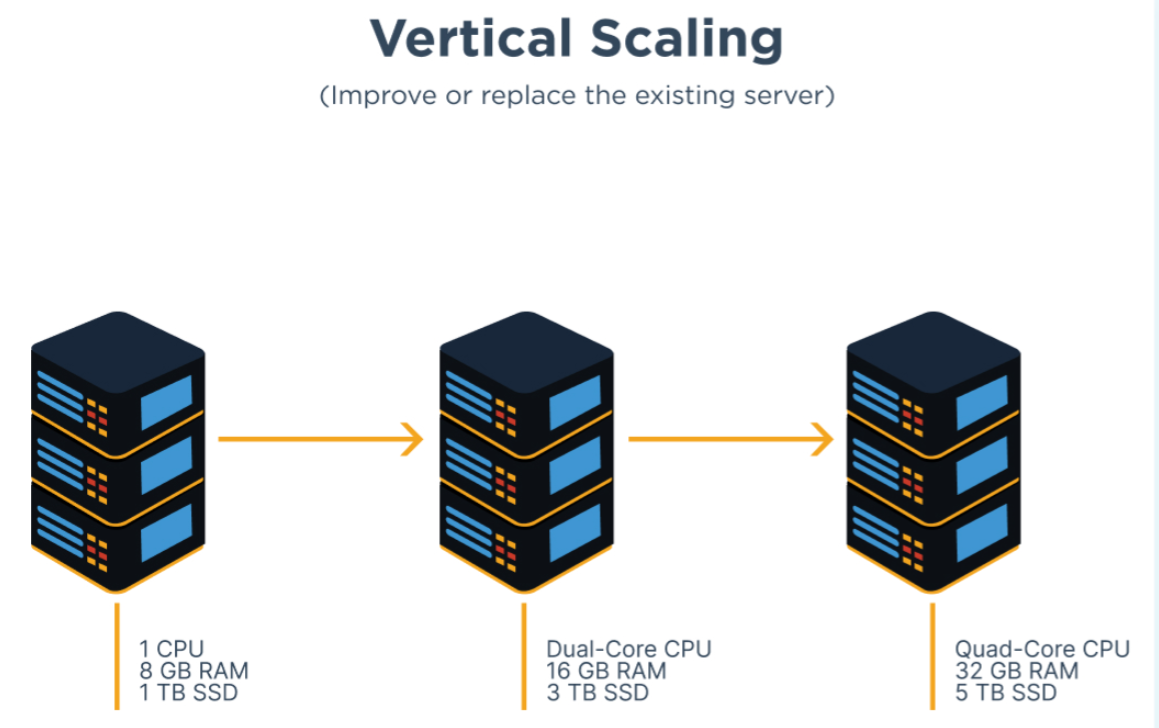 Vertical Scaling
(Improve or replace the existing server)
1 CPU
8 GB RAM
1 TB SSD
Dual-Core CPU
16 GB RAM
3 TB SSD
Quad-Core CPU
32 GB RAM
5 TB SSD